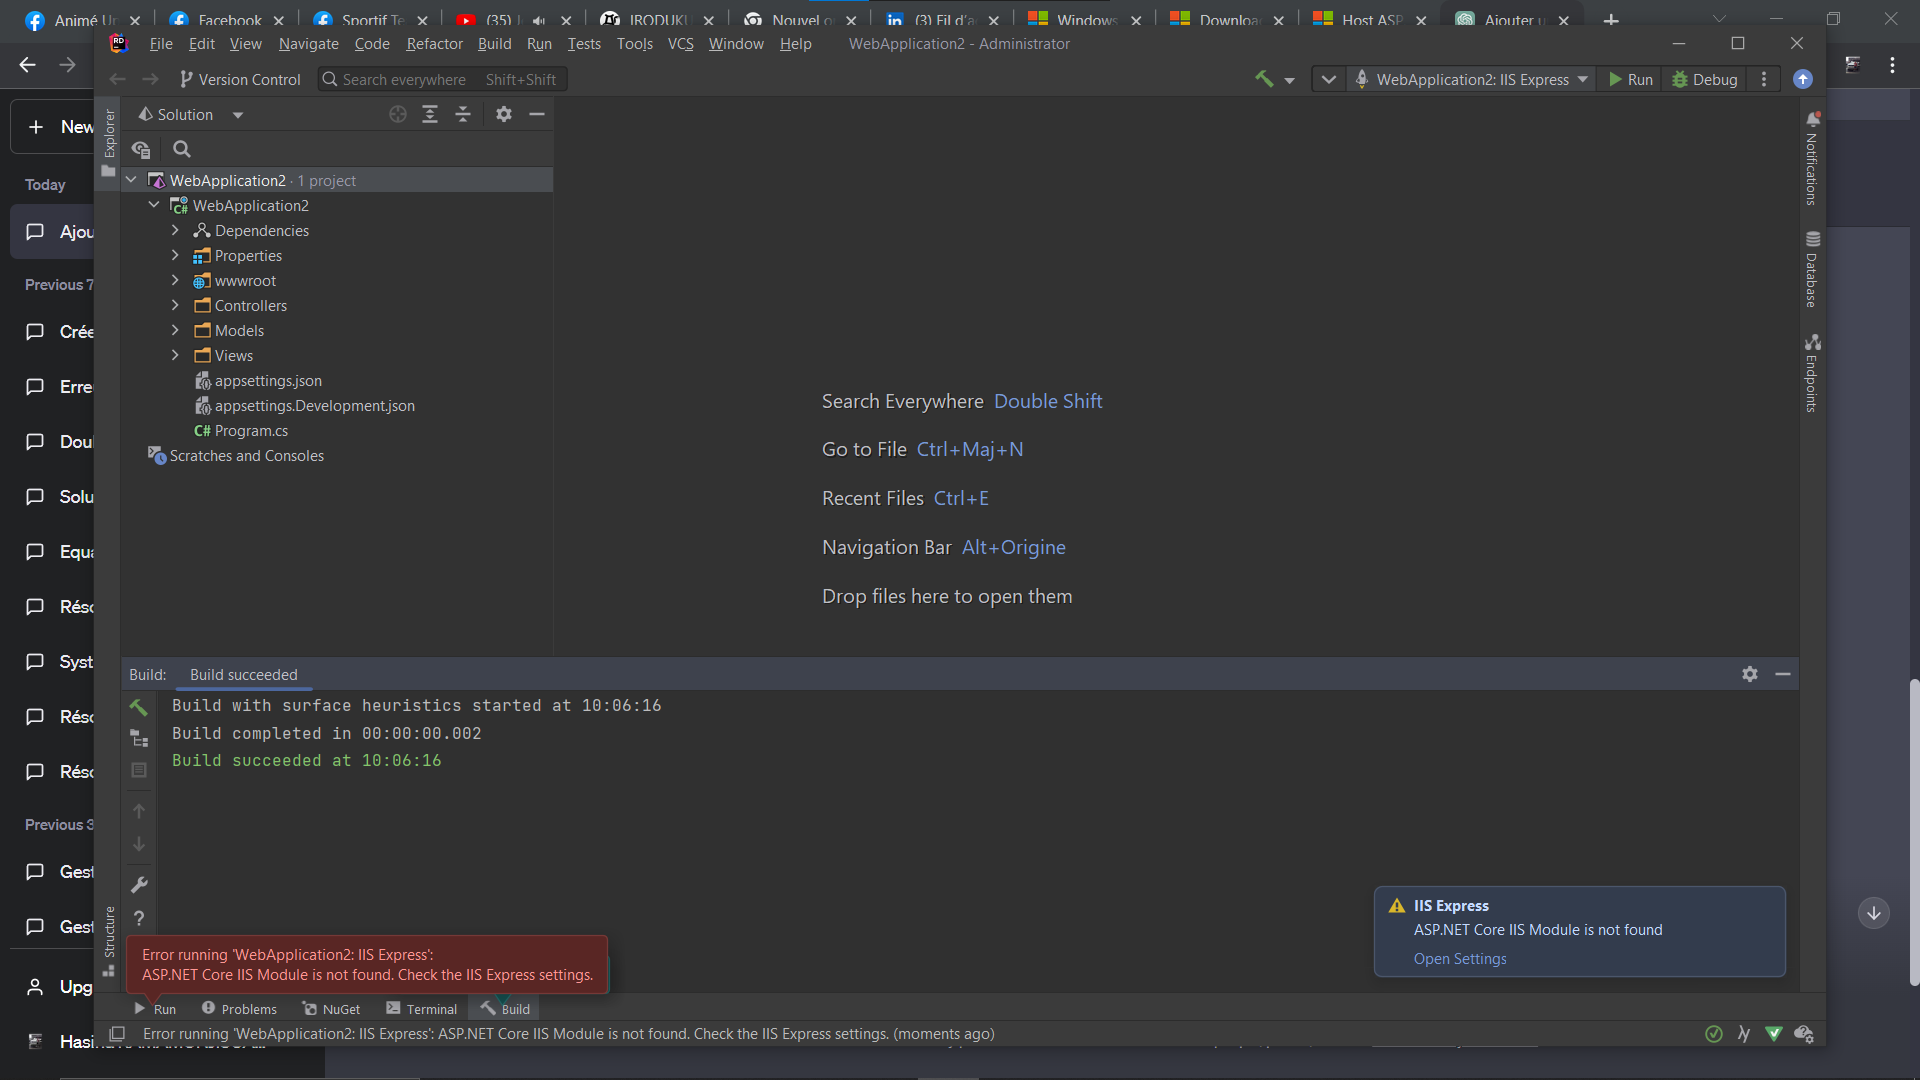 Animé Un
Facebook
Sportif Te
(35) J
IRODUKU
Nouvel o
(3) Fil d'a
Windows
Downloa
Host ASP
Ajouter u
RD
File
Edit
View
Navigate
Code
Refactor
Build
Run
Tests
Tools
VCS
Window
Help
WebApplication2 - Administrator
Version Control
Search everywhere Shift+Shift
WebApplication2: IIS Express
Run
Debug
New
Today
Ajou
Previous 7
Crée
Erre
Doul
Solu
Equa
Réso
Syst
Réso
Réso
Previous 3
Gest
Gest
Upg
Explorer
Structure
Solution
WebApplication2 · 1 project
WebApplication2
Dependencies
Properties
wwwroot
Controllers
Models
Views
appsettings.json
appsettings.Development.json
C# Program.cs
Scratches and Consoles
Search Everywhere Double Shift
Go to File Ctrl+Maj+N
Recent Files Ctrl+E
Navigation Bar Alt+Origine
Drop files here to open them
Notifications
Database
Endpoints
Build:
Build succeeded
Build with surface heuristics started at 10:06:16
Build completed in 00:00:00.002
Build succeeded at 10:06:16
Error running 'WebApplication2: IIS Express':
ASP.NET Core IIS Module is not found. Check the IIS Express settings.
IIS Express
ASP.NET Core IIS Module is not found
Open Settings
Run
Problems
NuGet
Terminal
Build
Error running 'WebApplication2: IIS Express': ASP.NET Core IIS Module is not found. Check the IIS Express settings. (moments ago)